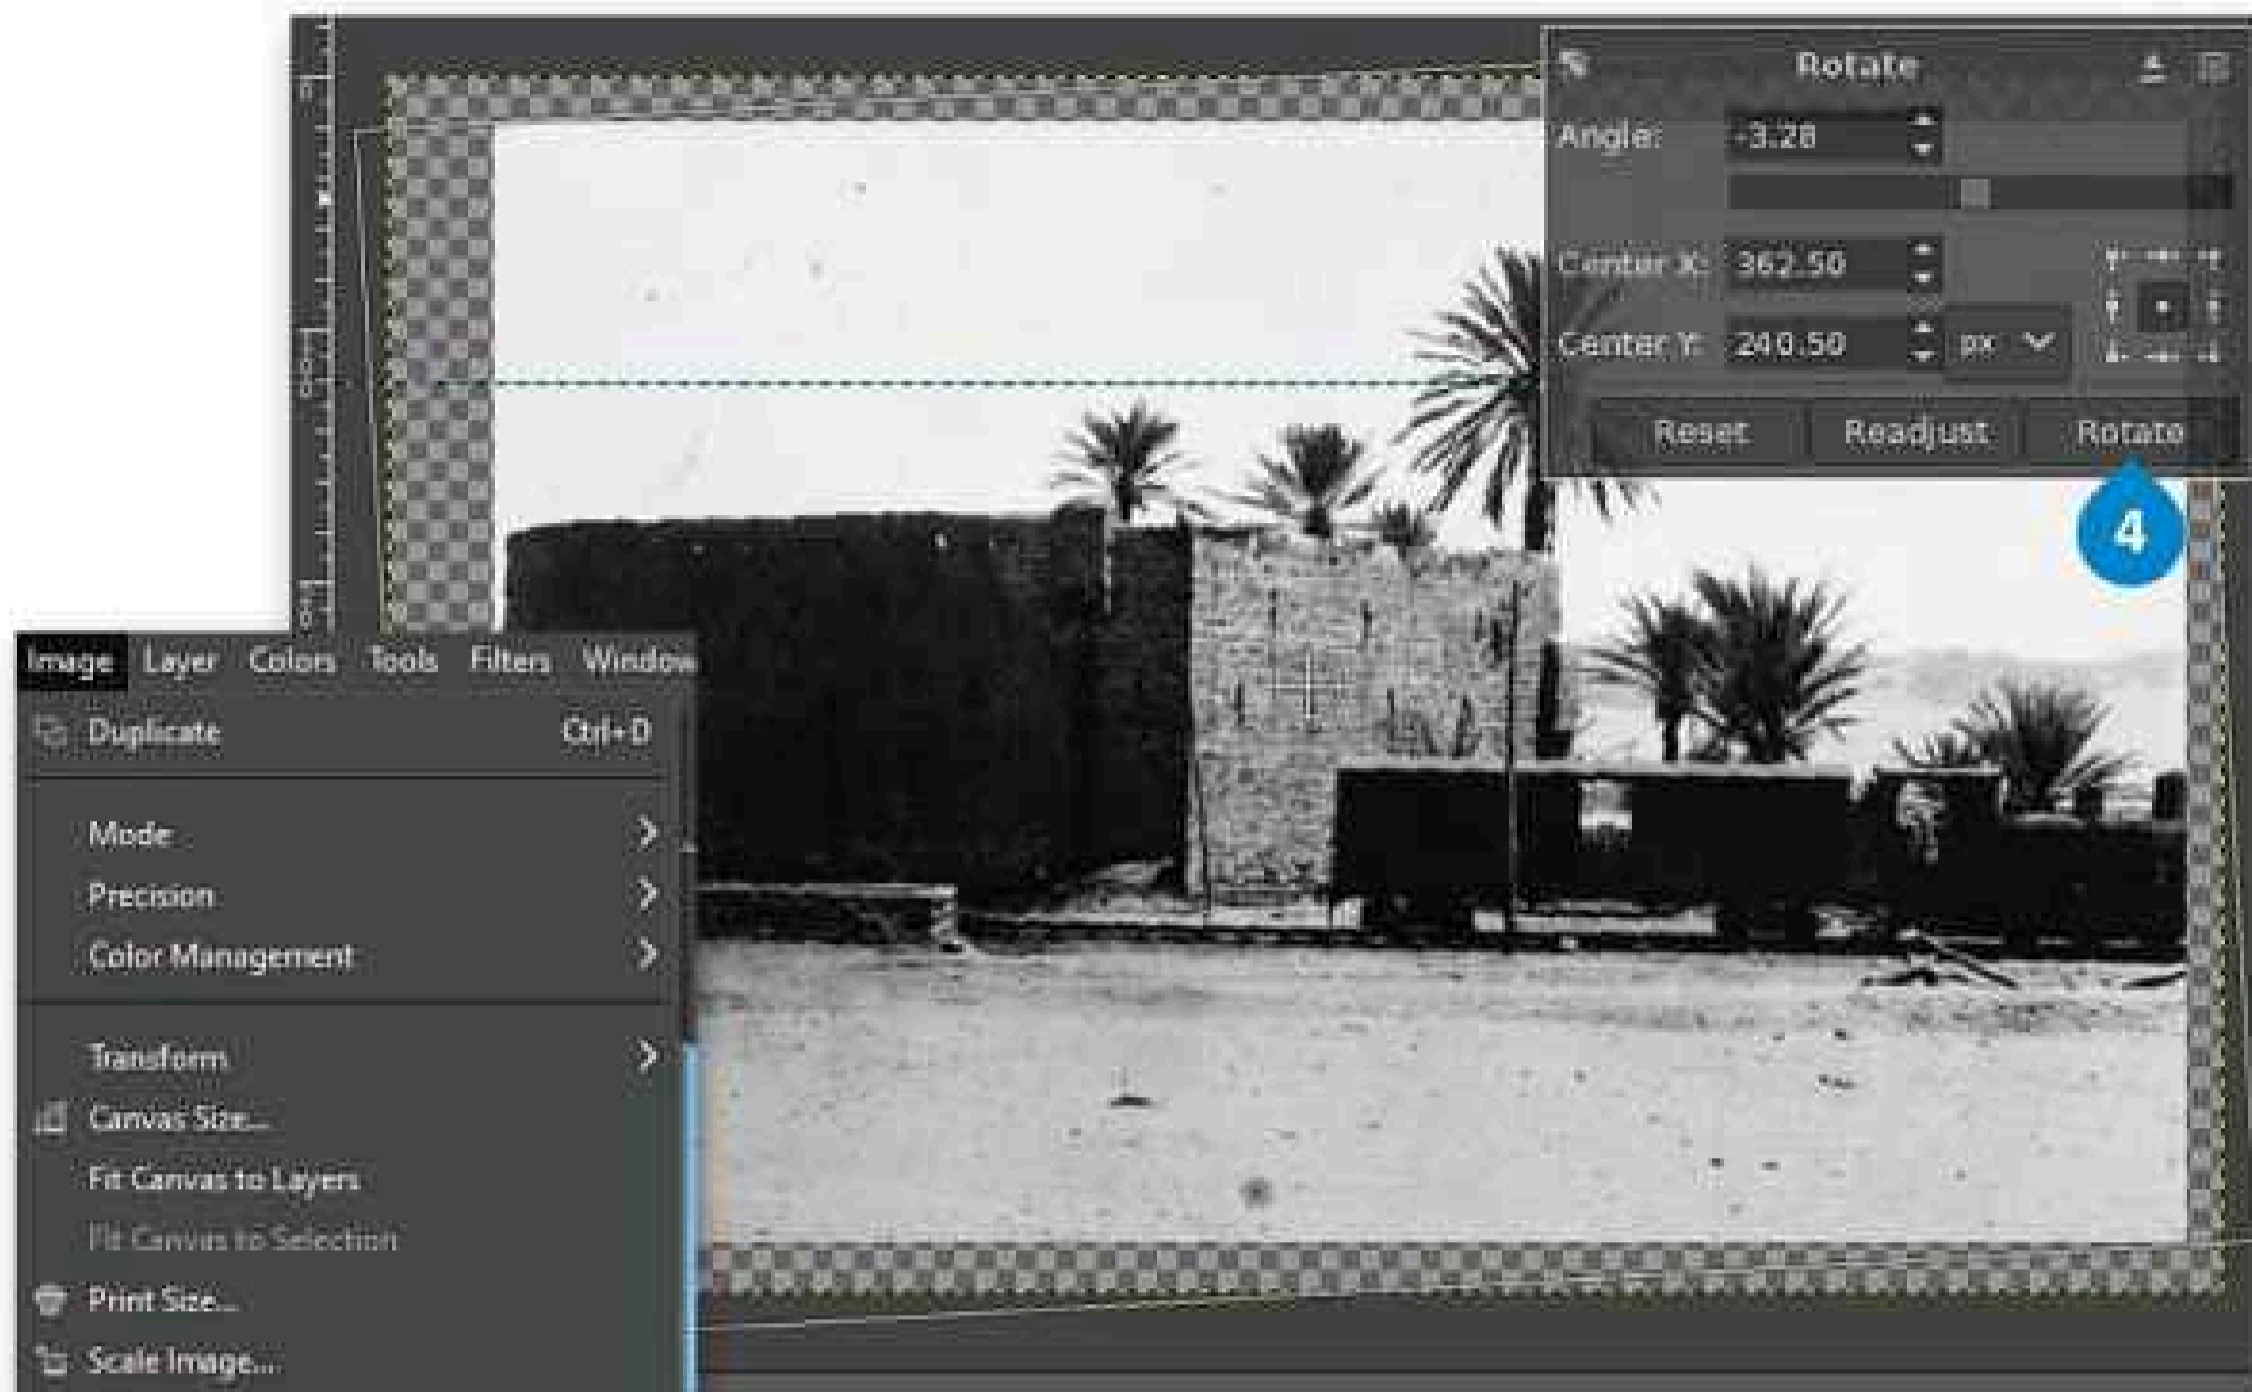 Rotate
Angle: -3.28
Center X: 362.50
Center Y: 240.50 px
Reset Readjust Rotate
4
Image Layer Colors Tools Filters Window
Duplicate Ctrl+D
Mode
Precision
Color Management
Transform
Canvas Size...
Fit Canvas to Layers
Fit Canvas to Selection
Print Size...
Scale Image...